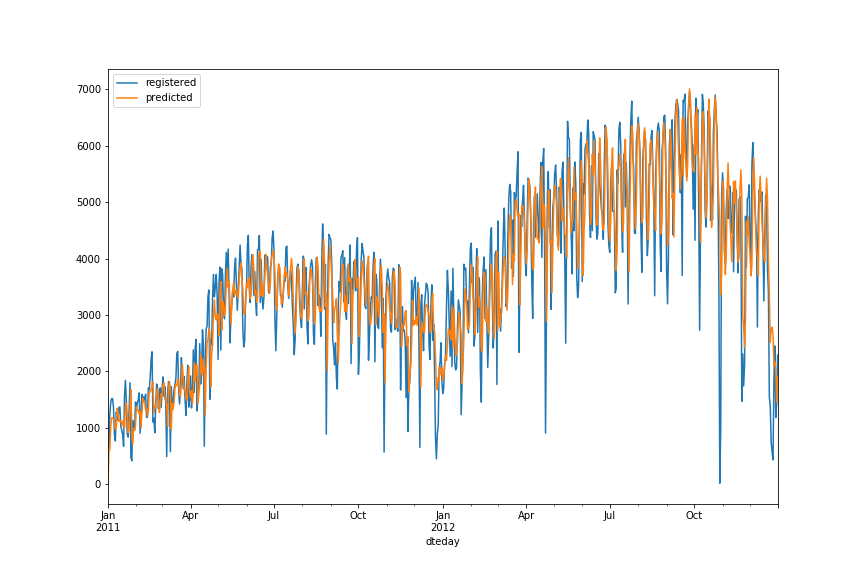 registered
predicted
7000
6000
5000
4000
3000
2000
1000
0
Jan Apr Jul Oct Jan Apr Jul Oct
2011 2012
dteday